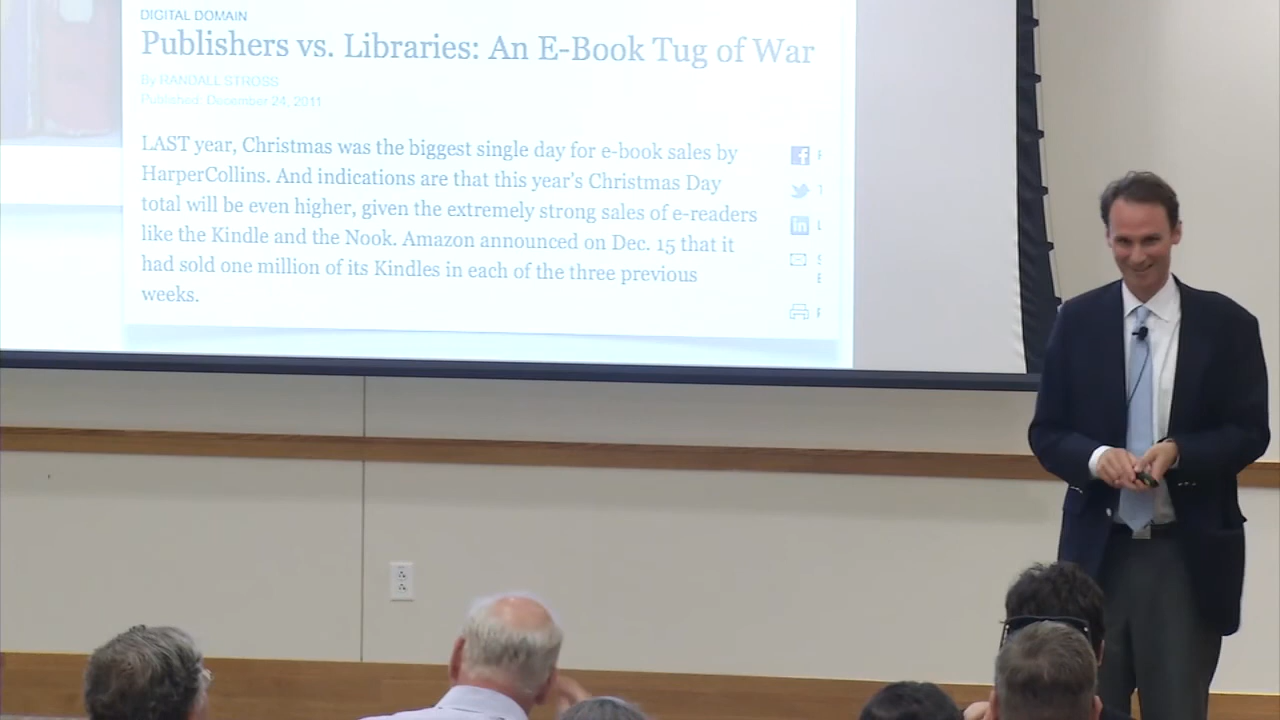 DIGITAL DOMAIN
Publishers vs. Libraries: An E-Book Tug of War
By RANDALL STROSS
Published: December 24, 2011
LAST year, Christmas was the biggest single day for e-book sales by
HarperCollins. And indications are that this year's Christmas Day
total will be even higher, given the extremely strong sales of e-readers
like the Kindle and the Nook. Amazon announced on Dec. 15 that it
had sold one million of its Kindles in each of the three previous
weeks.